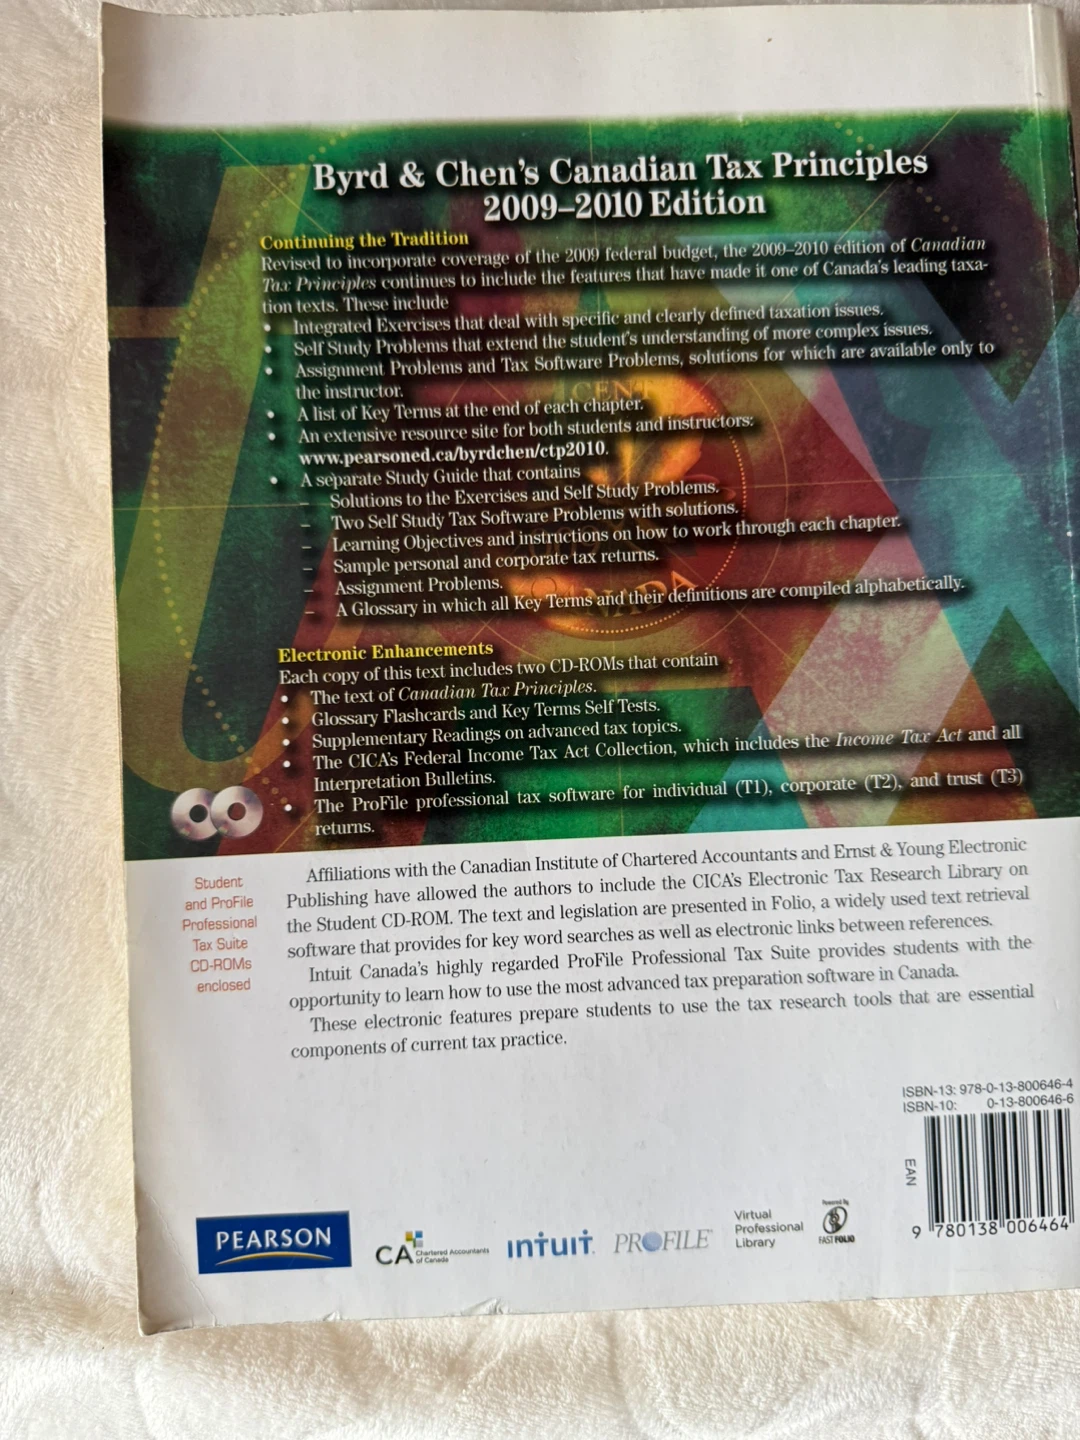 Byrd & Chen's Canadian Tax Principles
2009–2010 Edition
Continuing the Tradition
Revised to incorporate coverage of the 2009 federal budget, the 2009–2010 edition of Canadian
Tax Principles continues to include the features that have made it one of Canada's leading taxa-
tion texts. These include
• Integrated Exercises that deal with specific and clearly defined taxation issues.
• Self Study Problems that extend the student's understanding of more complex issues.
• Assignment Problems and Tax Software Problems, solutions for which are available only to
the instructor.
• A list of Key Terms at the end of each chapter.
• An extensive resource site for both students and instructors:
www.pearsoned.ca/byrdchen/ctp2010.
• A separate Study Guide that contains
– Solutions to the Exercises and Self Study Problems.
– Two Self Study Tax Software Problems with solutions.
– Learning Objectives and instructions on how to work through each chapter.
– Sample personal and corporate tax returns.
– Assignment Problems.
– A Glossary in which all Key Terms and their definitions are compiled alphabetically.
Electronic Enhancements
Each copy of this text includes two CD-ROMs that contain
• The text of Canadian Tax Principles.
• Glossary Flashcards and Key Terms Self Tests.
• Supplementary Readings on advanced tax topics.
• The CICA's Federal Income Tax Act Collection, which includes the Income Tax Act and all
Interpretation Bulletins.
• The ProFile professional tax software for individual (T1), corporate (T2), and trust (T3)
returns.
Student
and ProFile
Professional
Tax Suite
CD-ROMs
enclosed
Affiliations with the Canadian Institute of Chartered Accountants and Ernst & Young Electronic
Publishing have allowed the authors to include the CICA's Electronic Tax Research Library on
the Student CD-ROM. The text and legislation are presented in Folio, a widely used text retrieval
software that provides for key word searches as well as electronic links between references.
Intuit Canada's highly regarded ProFile Professional Tax Suite provides students with the
opportunity to learn how to use the most advanced tax preparation software in Canada.
These electronic features prepare students to use the tax research tools that are essential
components of current tax practice.
ISBN-13: 978-0-13-800646-4
ISBN-10: 0-13-800646-6
EAN
9 780138 006464
PEARSON
CA Chartered Accountants
of Canada
intuit
PROFILE
Virtual
Professional
Library
Powered By
FAST FOLIO
CENT
CANADA